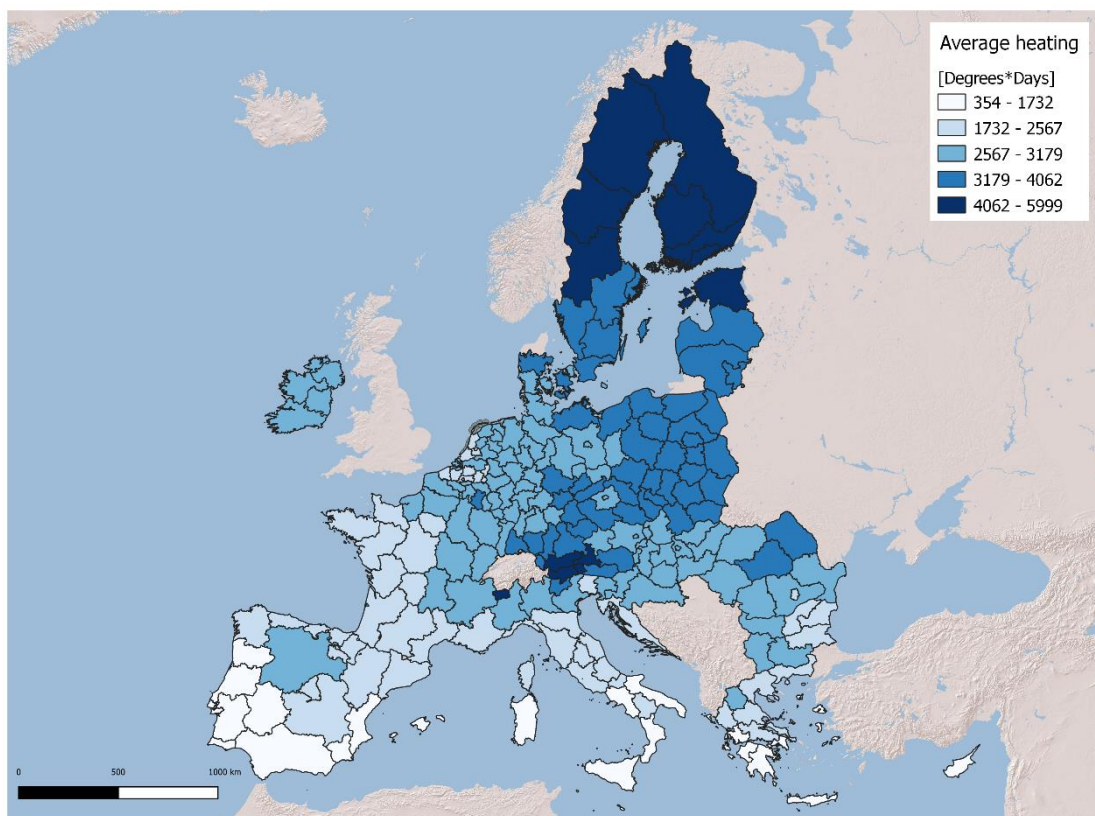 Average heating
[Degrees*Days]
354 - 1732
1732 - 2567
2567 - 3179
3179 - 4062
4062 - 5999
0 500 1000 km